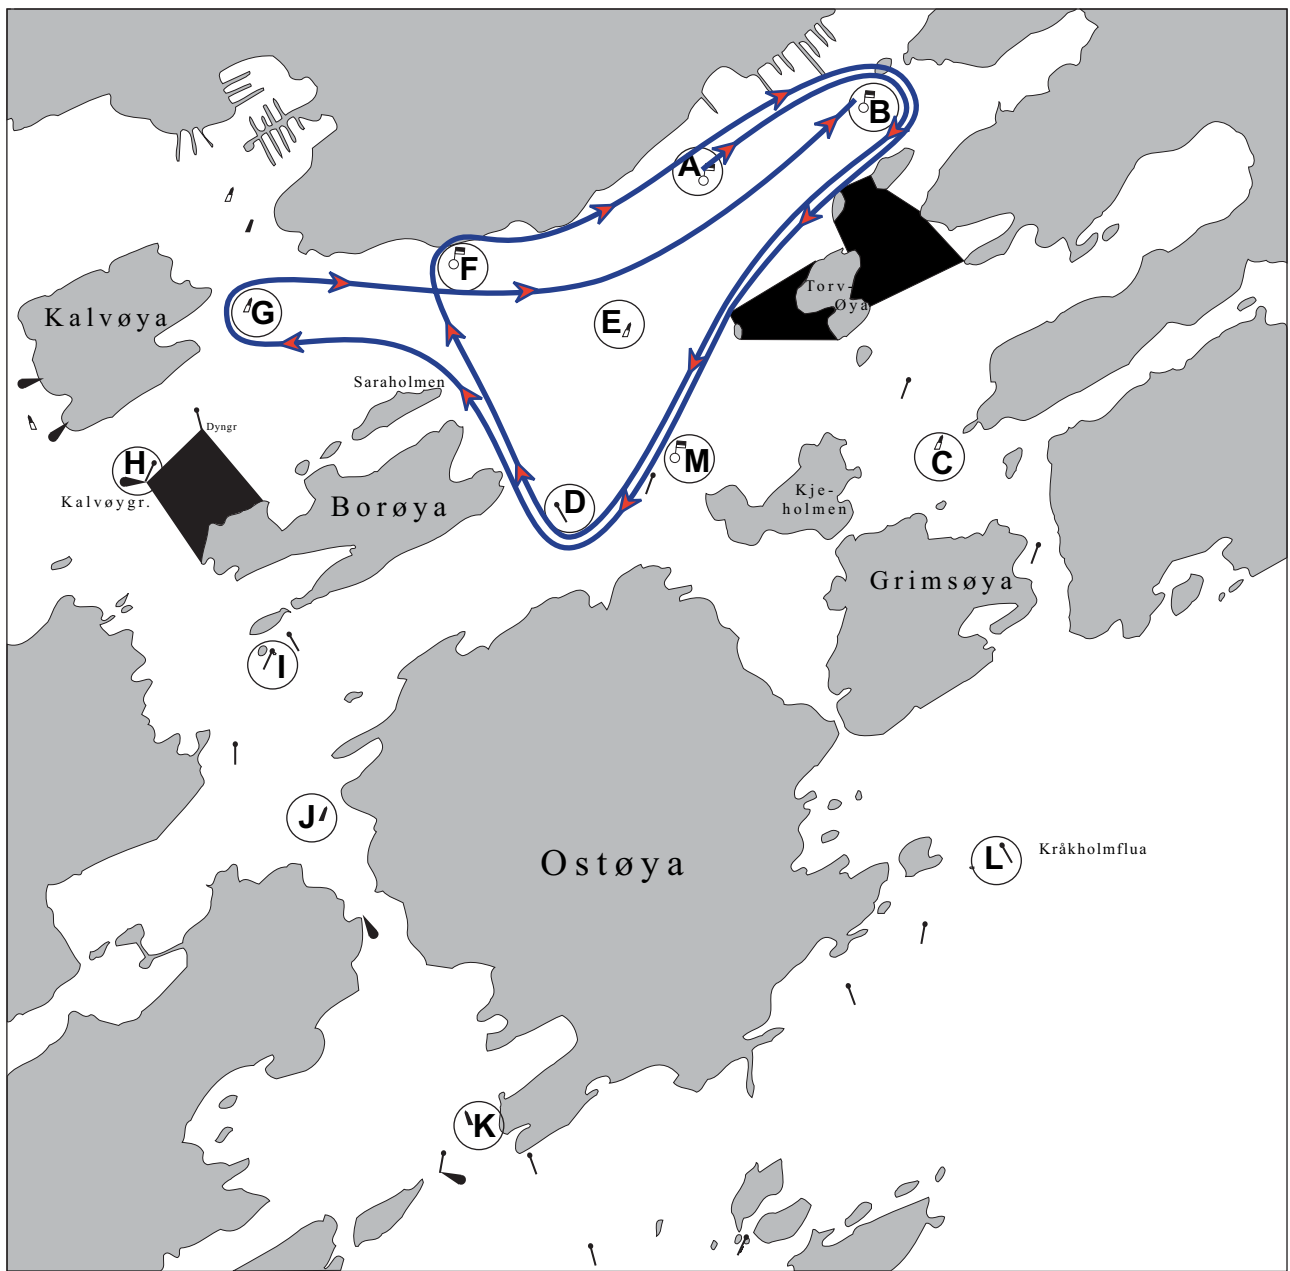 B
A
F
Torv-
Øya
G
E
Kalvøya
Saraholmen
Dyngr
H
M
C
Kalvøygr.
Borøya
D
Kje-
holmen
Grimsøya
I
J
Ostøya
L
Kråkholmflua
K